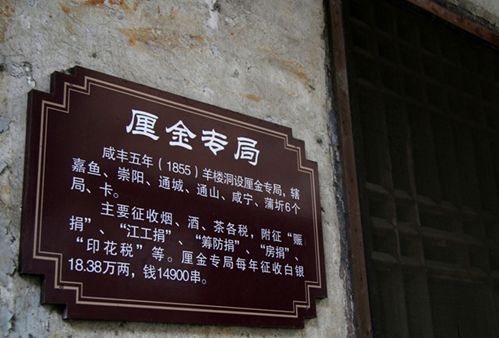 厘金专局
咸丰五年（1855）羊楼洞设厘金专局，辖
嘉鱼、崇阳、通城、通山、咸宁、蒲圻6个
局、卡。
主要征收烟、酒、茶各税，附征“赈
捐”、“江工捐”、“筹防捐”、“房捐”、
“印花税”等。厘金专局每年征收白银
18.38万两，钱14900串。